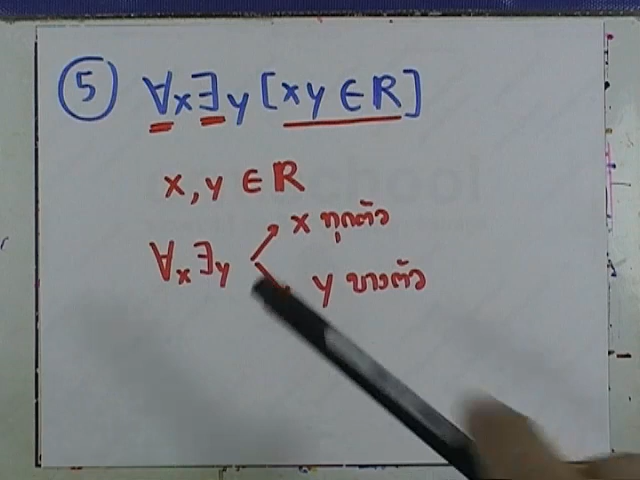 ⑤ ∀x∃y [xy ∈ R]
x, y ∈ R
x ทุกตัว
∀x∃y
y บางตัว